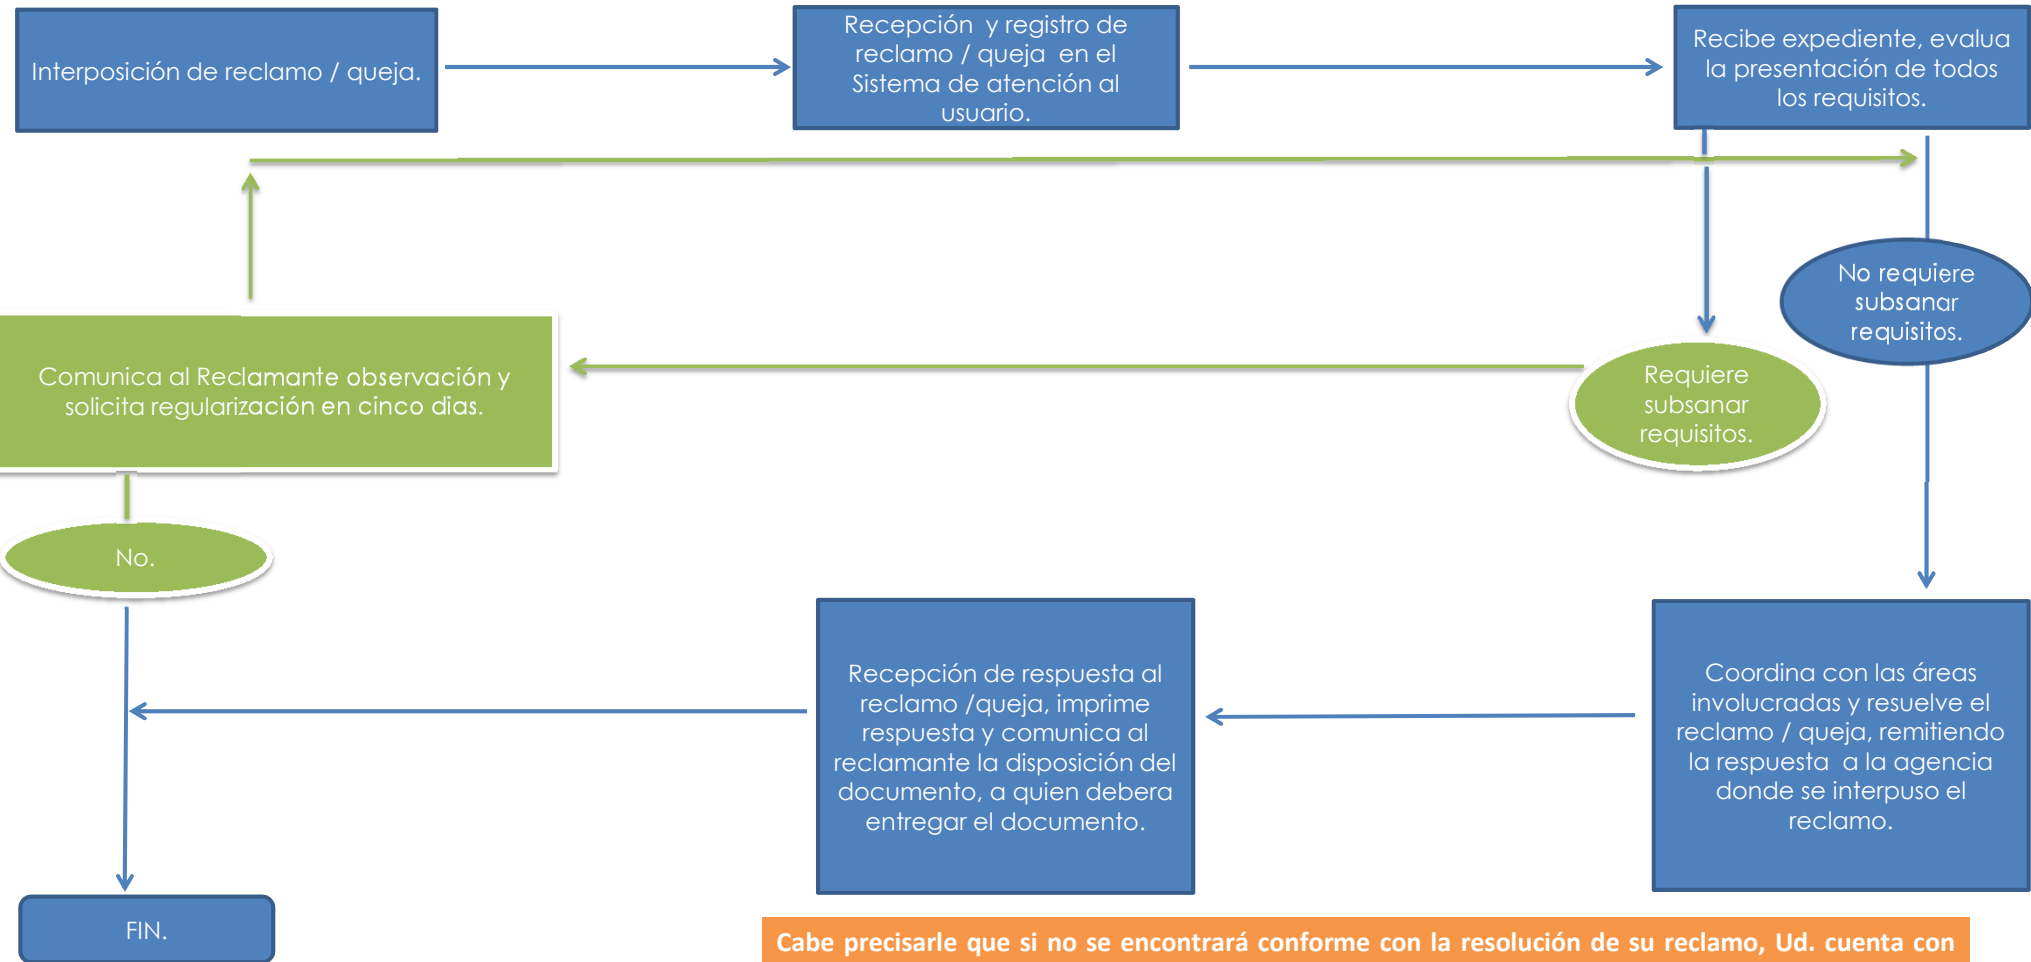 Interposición de reclamo / queja.
Recepción y registro de
reclamo / queja en el
Sistema de atención al
usuario.
Recibe expediente, evalua
la presentación de todos
los requisitos.
No requiere
subsanar
requisitos.
Comunica al Reclamante observación y
solicita regularización en cinco dias.
Requiere
subsanar
requisitos.
No.
Recepción de respuesta al
reclamo /queja, imprime
respuesta y comunica al
reclamante la disposición del
documento, a quien debera
entregar el documento.
Coordina con las áreas
involucradas y resuelve el
reclamo / queja, remitiendo
la respuesta a la agencia
donde se interpuso el
reclamo.
FIN.
Cabe precisarle que si no se encontrará conforme con la resolución de su reclamo, Ud. cuenta con